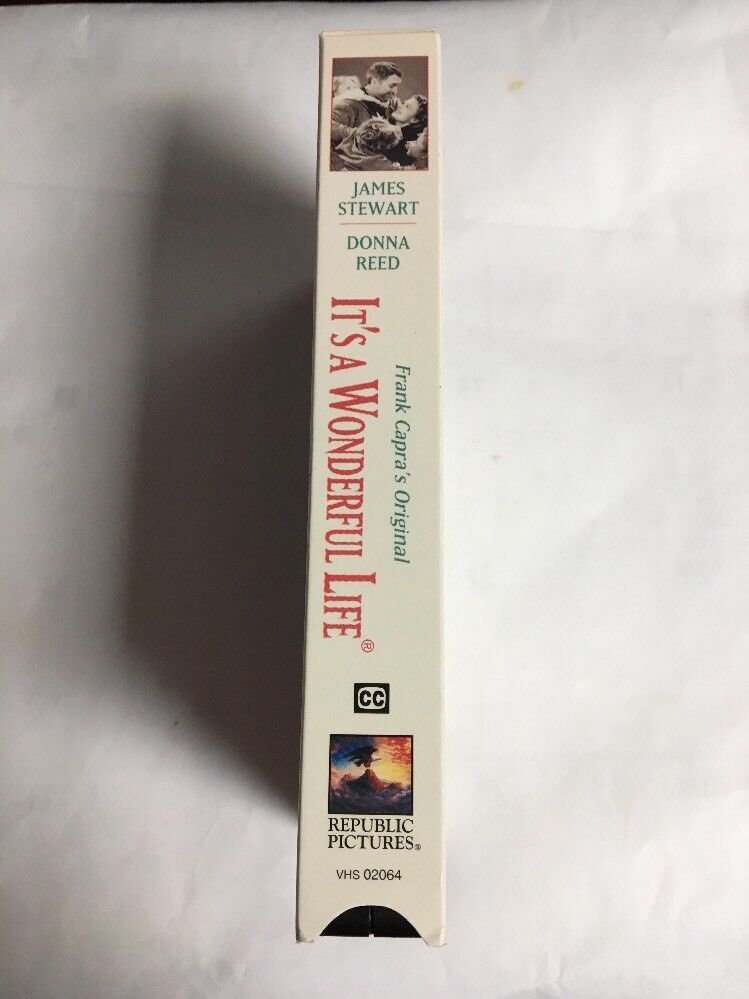 JAMES
STEWART
DONNA
REED
Frank Capra's Original
IT'S A WONDERFUL LIFE®
CC
REPUBLIC
PICTURES®
VHS 02064